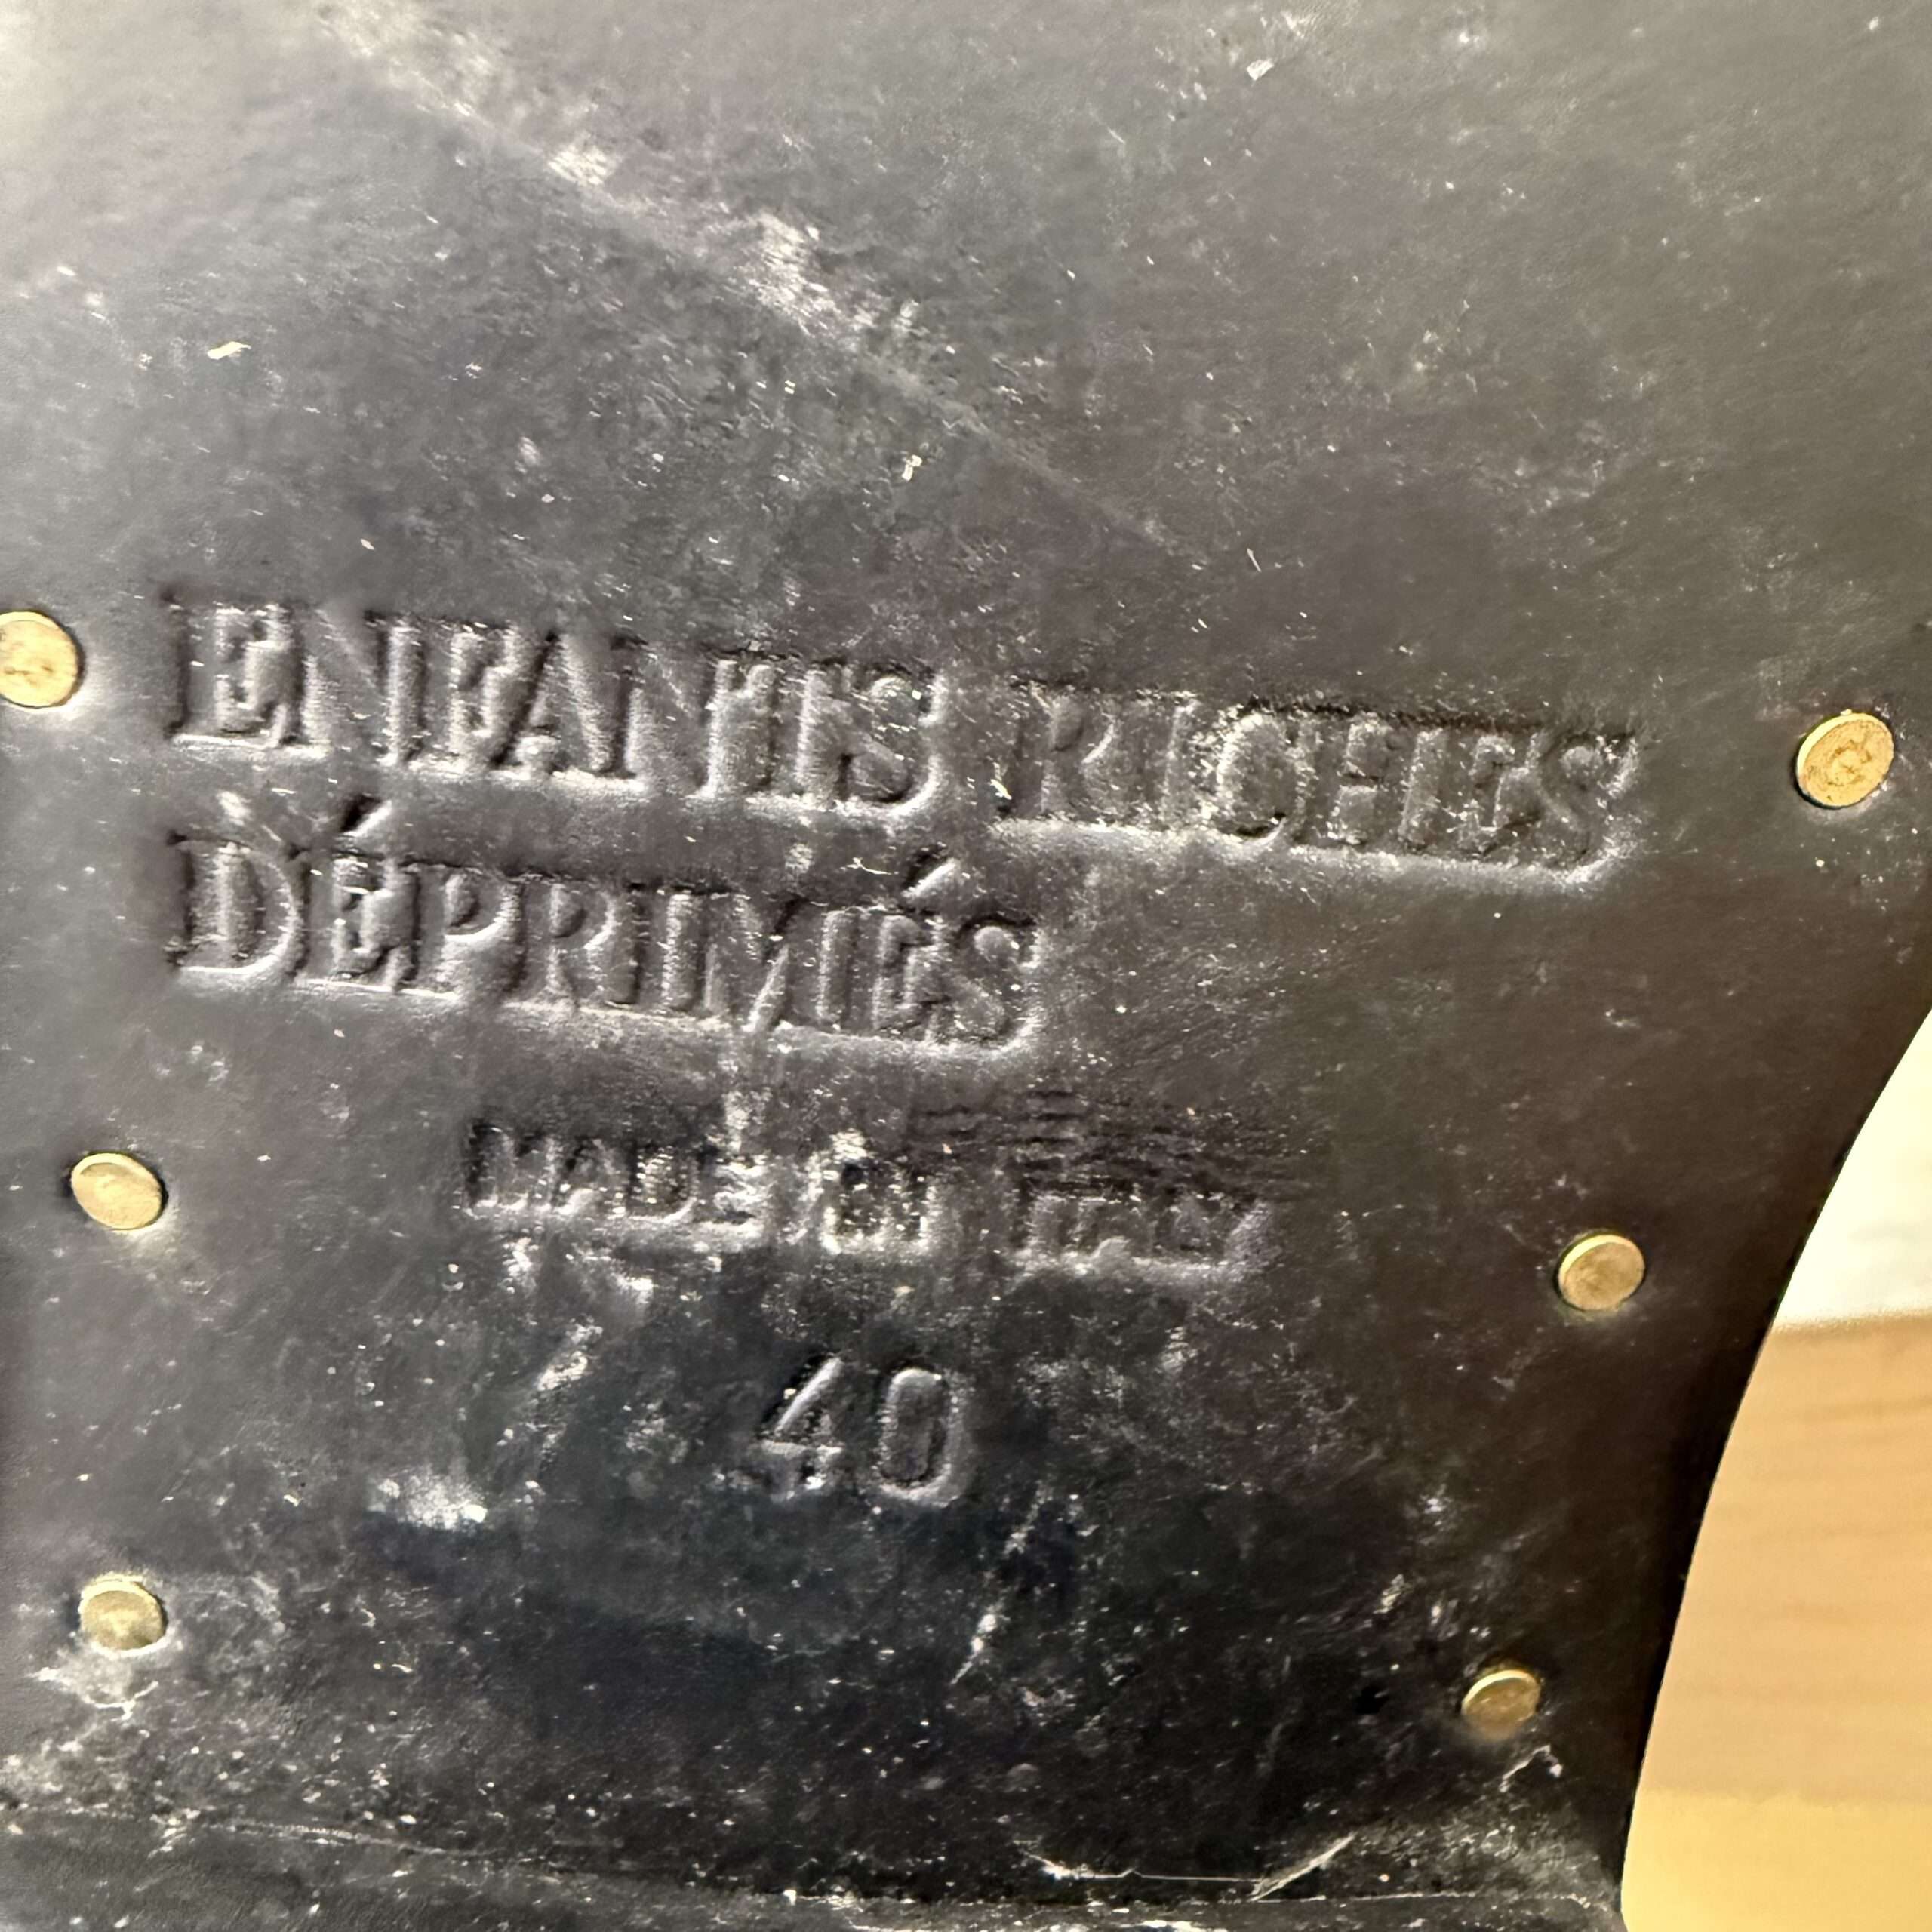 ENFANTS RICHES
DÉPRIMÉS
MADE IN ITALY
40